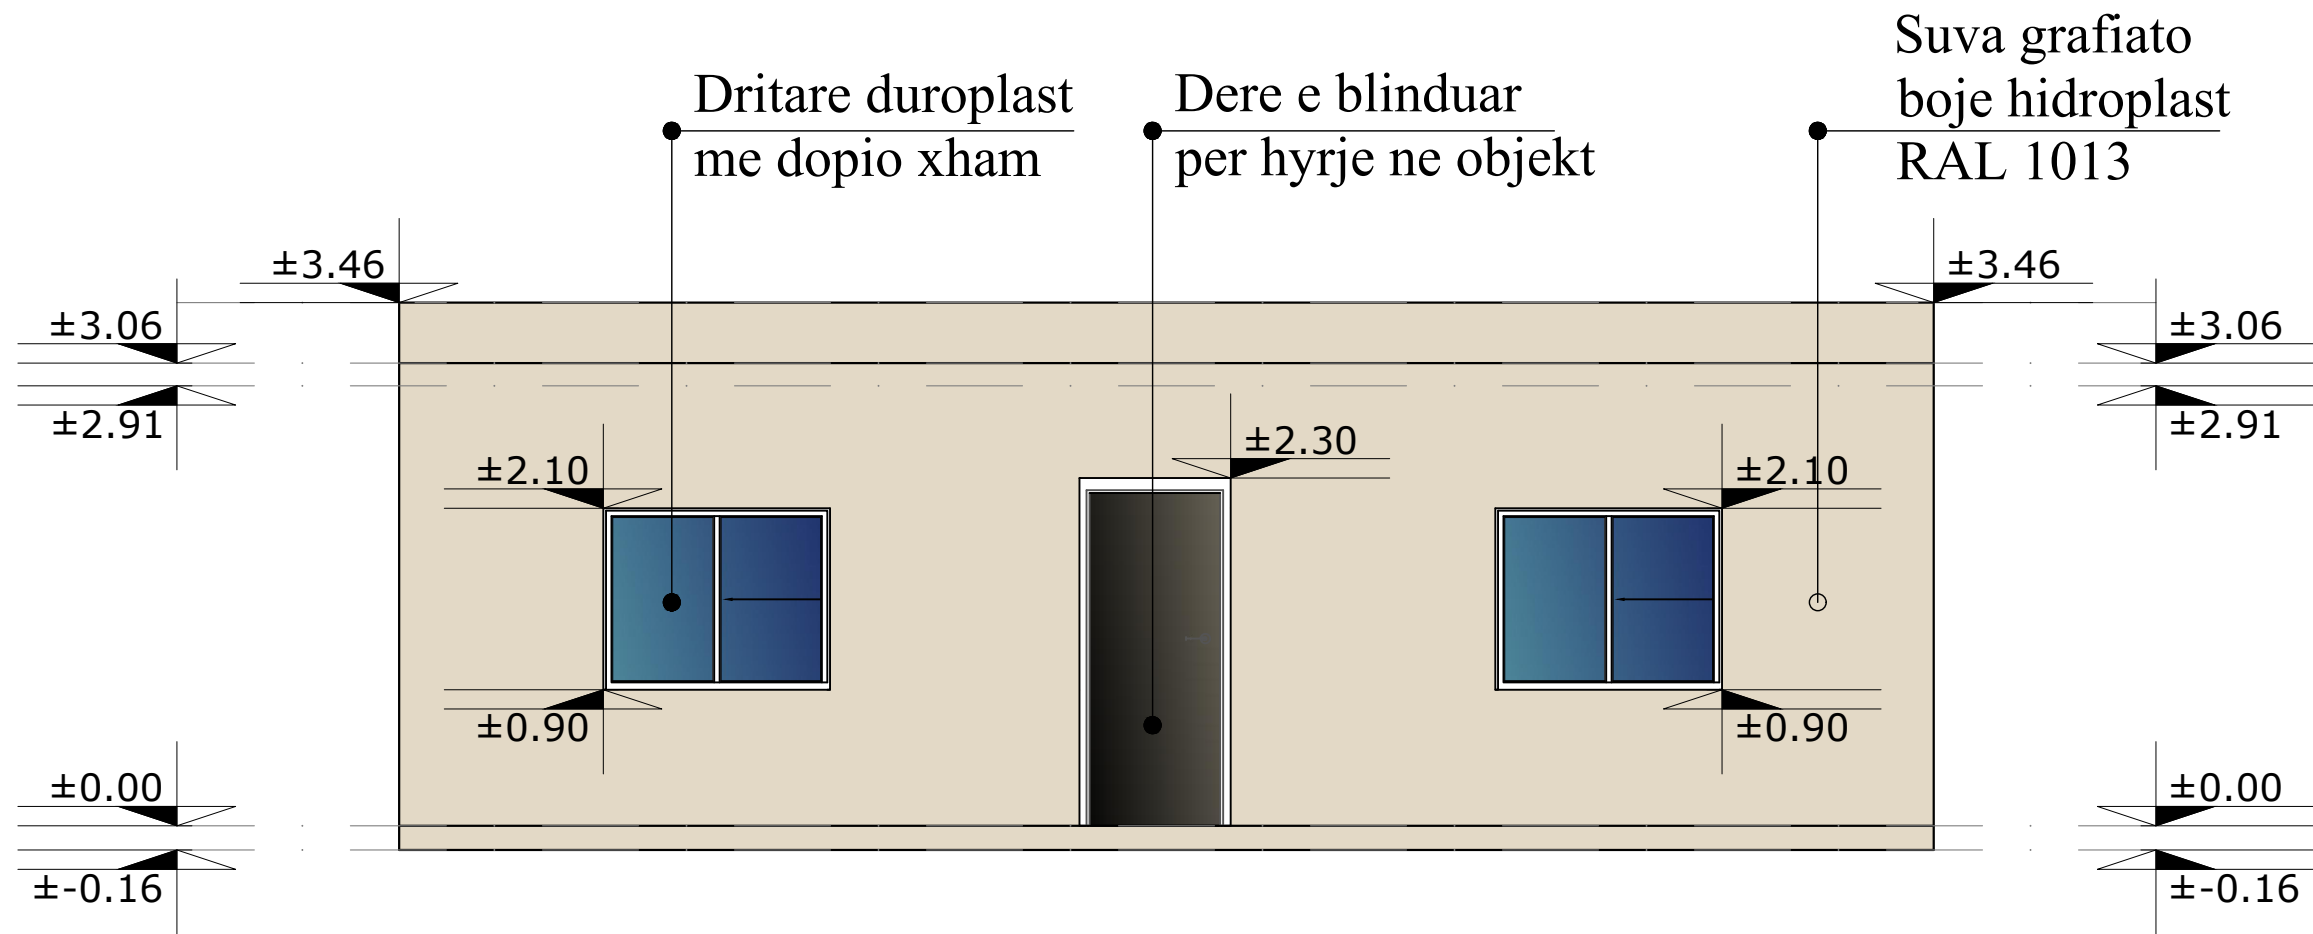 Suva grafiato
boje hidroplast
RAL 1013
Dritare duroplast
me dopio xham
Dere e blinduar
per hyrje ne objekt
±3.46
±3.46
±3.06
±3.06
±2.91
±2.91
±2.30
±2.10
±2.10
±0.90
±0.90
±0.00
±0.00
±-0.16
±-0.16